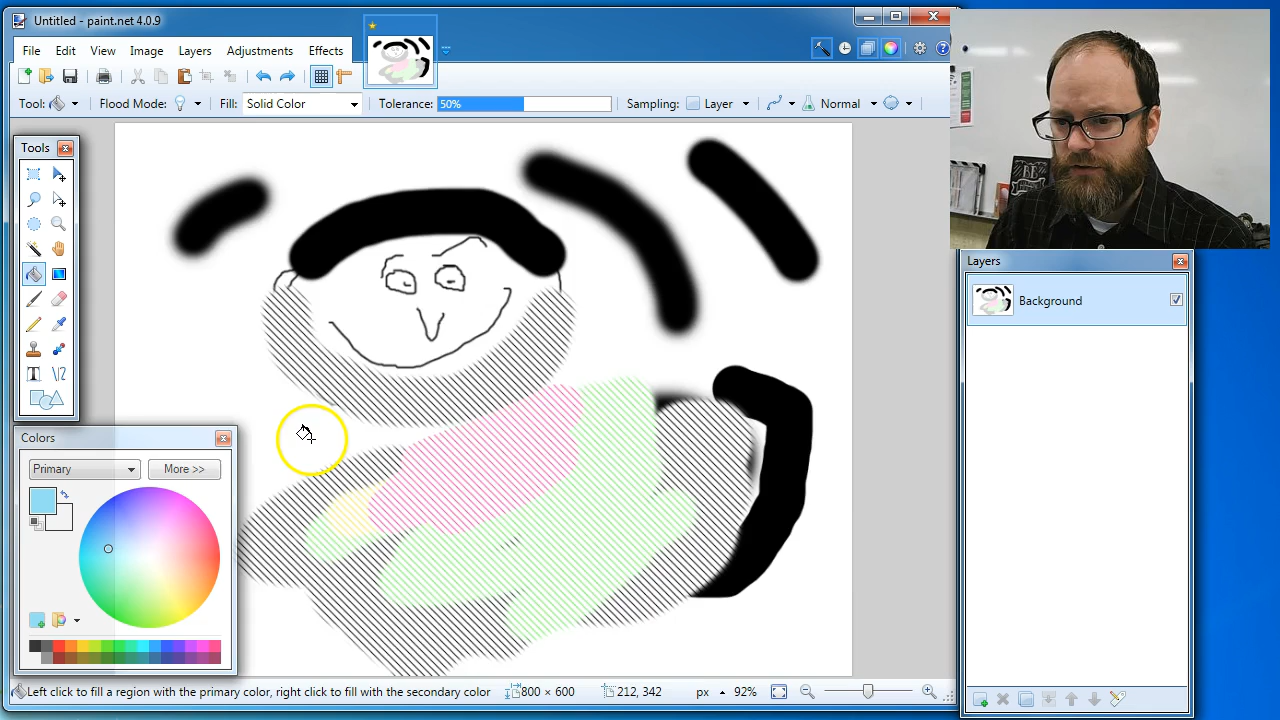 Untitled - paint.net 4.0.9
File Edit View Image Layers Adjustments Effects
Tool: Flood Mode: Fill: Solid Color Tolerance: 50% Sampling: Layer Normal
Tools
Colors
Primary More >>
Layers
Background
BE
Left click to fill a region with the primary color, right click to fill with the secondary color 800 × 600 212, 342 px 92%